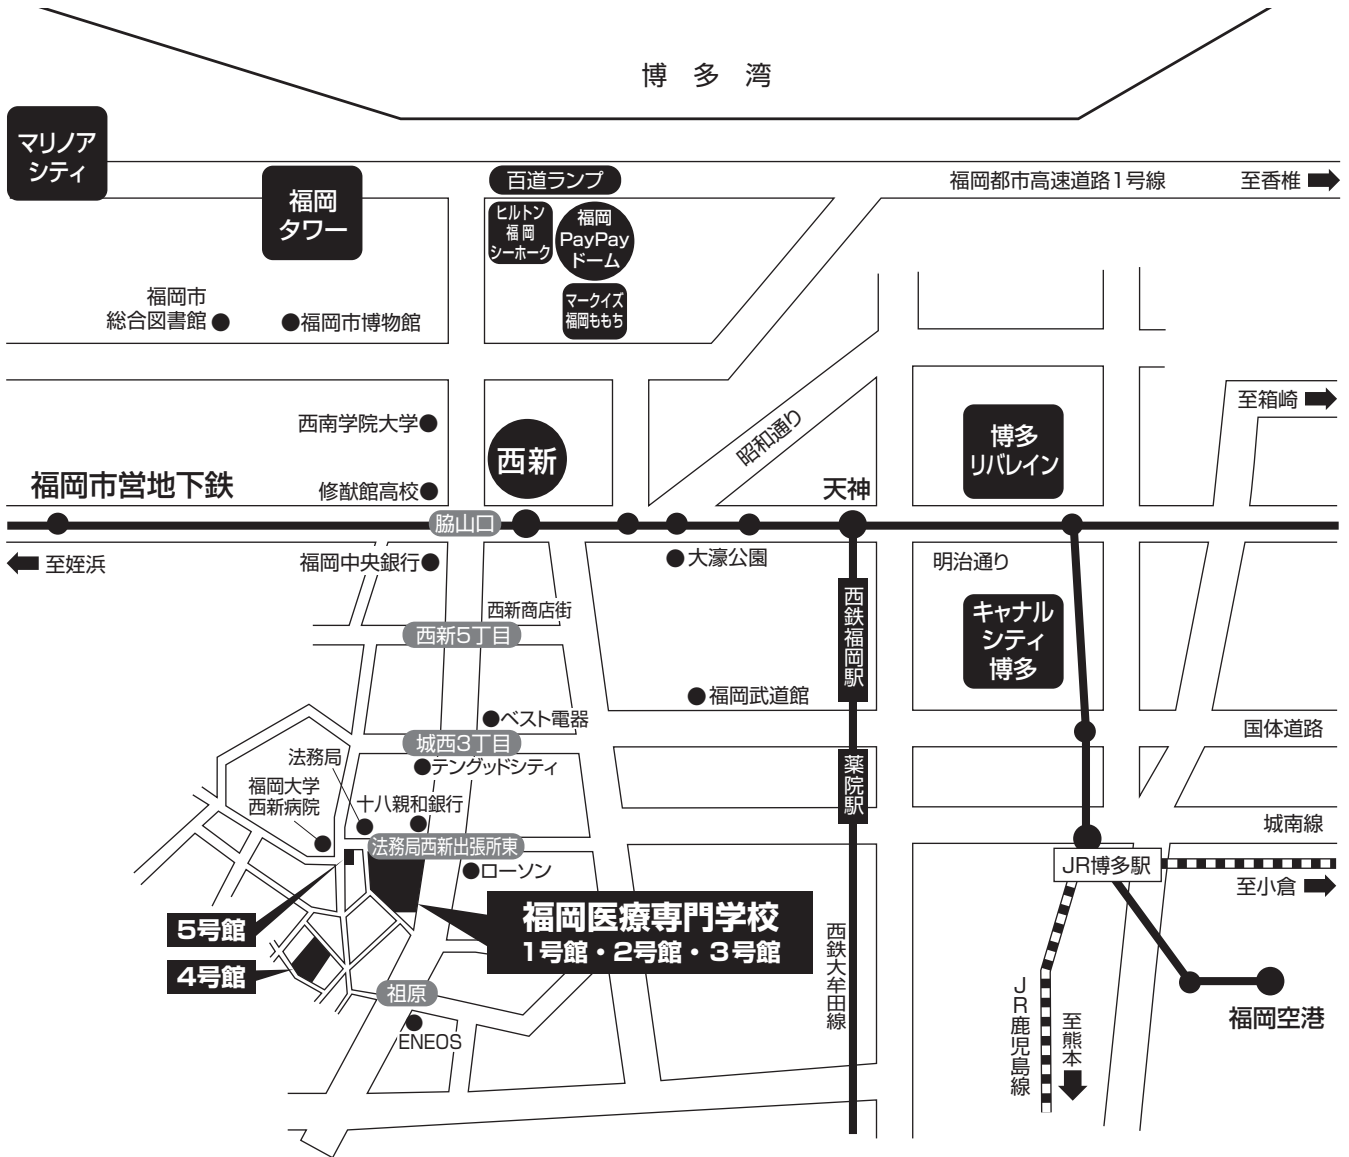 博多湾
マリノア
シティ
福岡
タワー
百道ランプ
福岡都市高速道路1号線
至香椎
ヒルトン
福岡
シーホーク
福岡
PayPay
ドーム
マークイズ
福岡ももち
福岡市
総合図書館
福岡市博物館
西南学院大学
西新
昭和通り
博多
リバレイン
至箱崎
福岡市営地下鉄
修猷館高校
天神
脇山口
至姪浜
福岡中央銀行
大濠公園
明治通り
西新商店街
西新5丁目
西鉄福岡駅
キャナル
シティ
博多
福岡武道館
ベスト電器
城西3丁目
国体道路
法務局
テングッドシティ
薬院駅
福岡大学
西新病院
十八親和銀行
城南線
法務局西新出張所東
ローソン
JR博多駅
至小倉
5号館
福岡医療専門学校
1号館・2号館・3号館
4号館
祖原
西鉄大牟田線
ENEOS
JR鹿児島線
至熊本
福岡空港